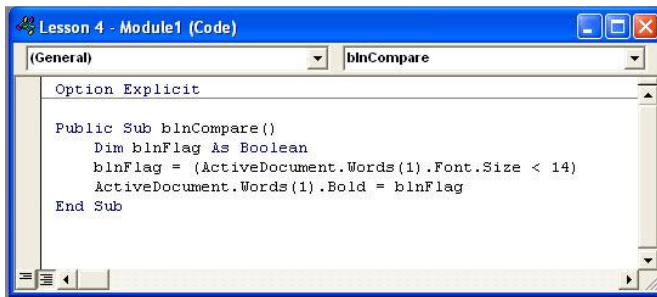 Lesson 4 - Module1 (Code)
(General) blnCompare
Option Explicit
Public Sub blnCompare()
    Dim blnFlag As Boolean
    blnFlag = (ActiveDocument.Words(1).Font.Size < 14)
    ActiveDocument.Words(1).Bold = blnFlag
End Sub